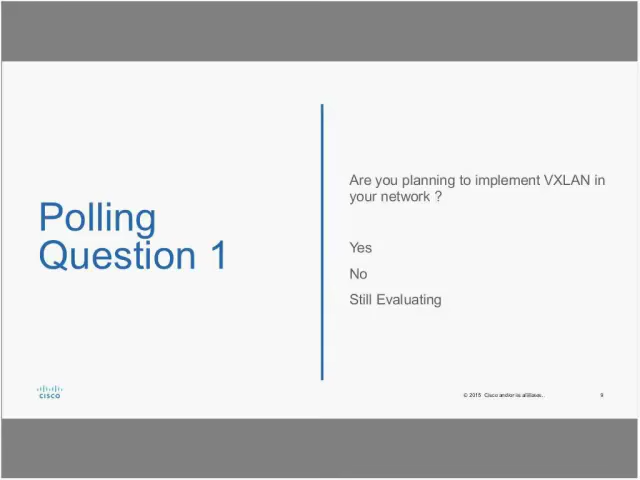 Polling
Question 1
Are you planning to implement VXLAN in
your network ?
Yes
No
Still Evaluating
CISCO
© 2015 Cisco and/or its affiliates.
9